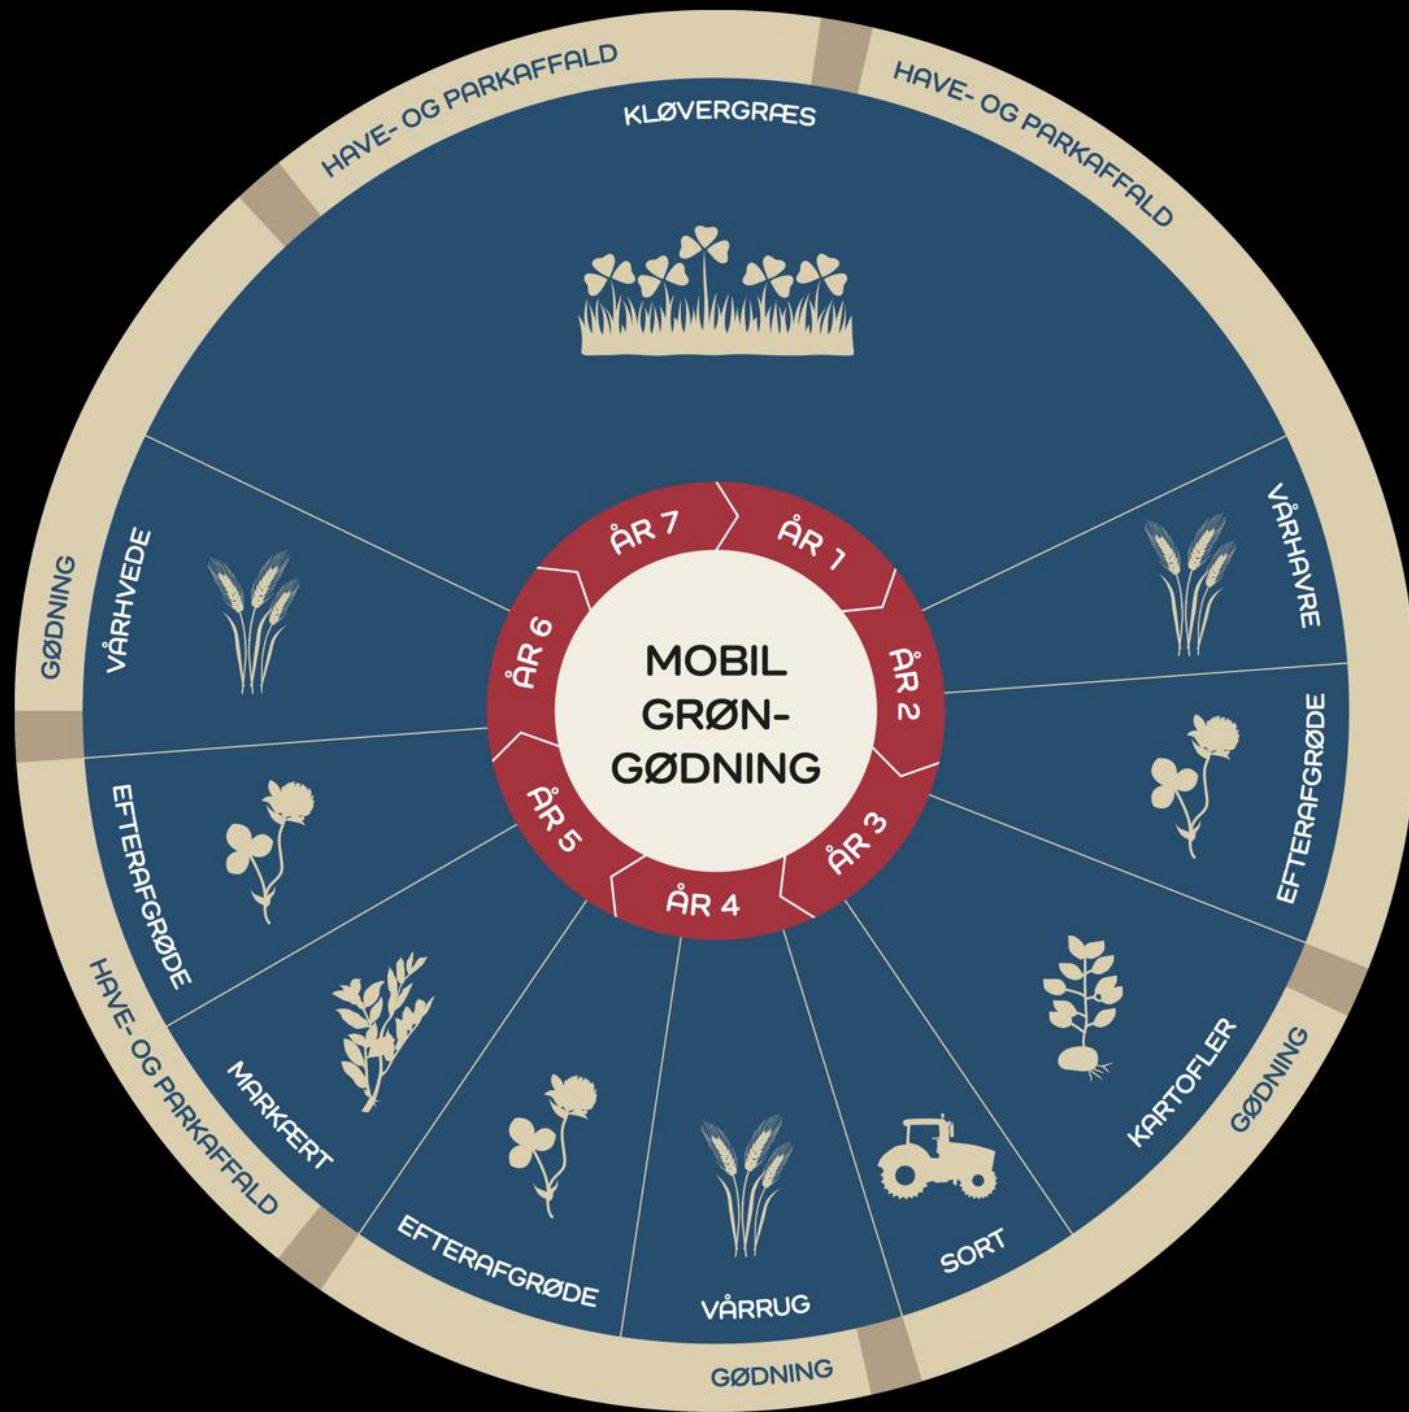 HAVE- OG PARKAFFALD
HAVE- OG PARKAFFALD
KLØVERGRÆS
VÅRHAVRE
EFTERAFGRØDE
KARTOFLER
GØDNING
SORT
VÅRRUG
GØDNING
EFTERAFGRØDE
MARKÆRT
HAVE- OG PARKAFFALD
EFTERAFGRØDE
VÅRHVEDE
GØDNING
ÅR 1
ÅR 2
ÅR 3
ÅR 4
ÅR 5
ÅR 6
ÅR 7
MOBIL
GRØN-
GØDNING